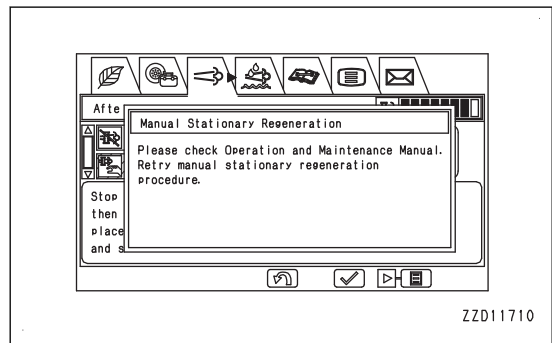 Afte
Manual Stationary Regeneration
Please check Operation and Maintenance Manual.
Retry manual stationary regeneration
procedure.
Stop
then
place
and s
ZZD11710